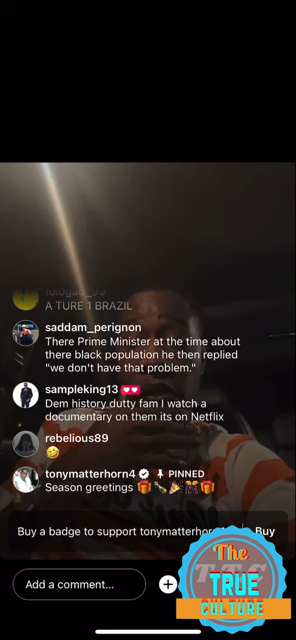 A TURE 1 BRAZIL
saddam_perignon
There Prime Minister at the time about
there black population he then replied
"we don't have that problem."
sampleking13
Dem history dutty fam I watch a
documentary on them its on Netflix
rebelious89
🤣
tonymatterhorn4 PINNED
Season greetings 🎁🍾🎉🎊🎁
Buy a badge to support tonymatterhor
Buy
Add a comment...
The
TRUE
CULTURE